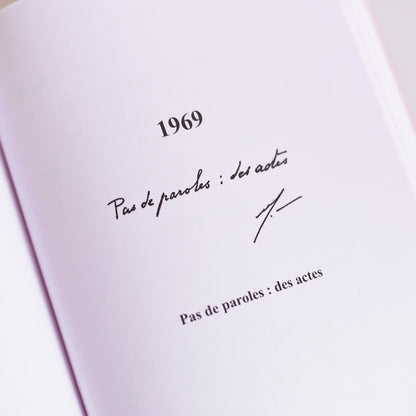 1969
Pas de paroles : des actes
Pas de paroles : des actes